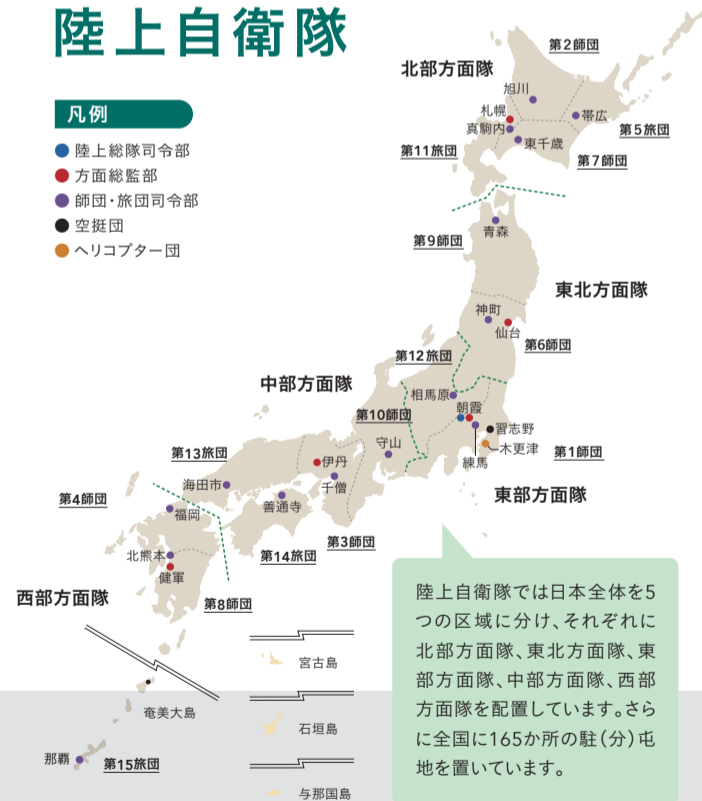 陸上自衛隊
凡例
陸上総隊司令部
方面総監部
師団・旅団司令部
空挺団
ヘリコプター団
第2師団
北部方面隊
旭川
札幌
帯広
真駒内
第5旅団
東千歳
第11旅団
第7師団
青森
第9師団
東北方面隊
神町
仙台
第6師団
第12旅団
中部方面隊
相馬原
朝霞
第10師団
習志野
守山
木更津
第1師団
練馬
第13旅団
伊丹
海田市
千僧
東部方面隊
第4師団
善通寺
福岡
第3師団
第14旅団
北熊本
健軍
西部方面隊
第8師団
宮古島
奄美大島
石垣島
那覇
第15旅団
与那国島
陸上自衛隊では日本全体を5
つの区域に分け、それぞれに
北部方面隊、東北方面隊、東
部方面隊、中部方面隊、西部
方面隊を配置しています。さら
に全国に165か所の駐（分）屯
地を置いています。